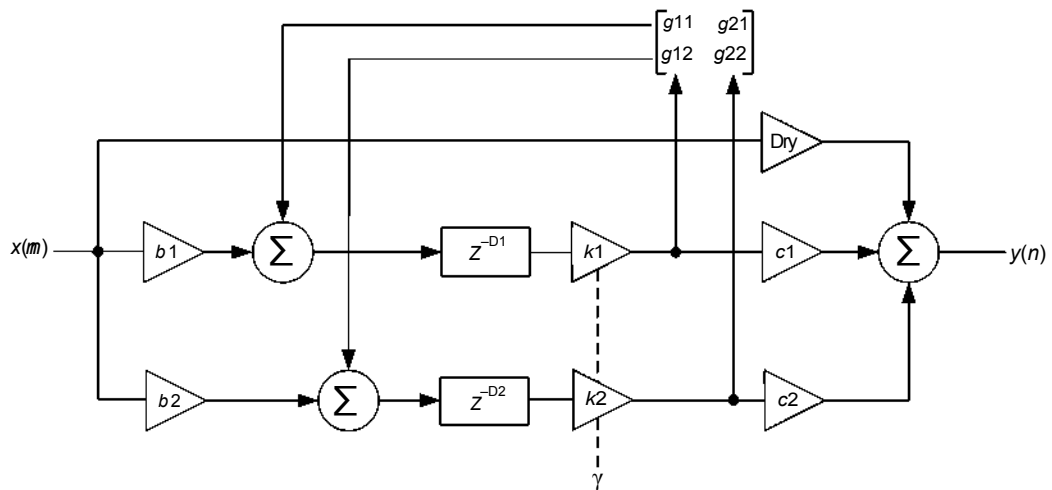 g11 g21
g12 g22
Dry
x(n) b1 Σ z⁻ᴰ¹ k1 c1 Σ y(n)
b2 Σ z⁻ᴰ² k2 c2
γ